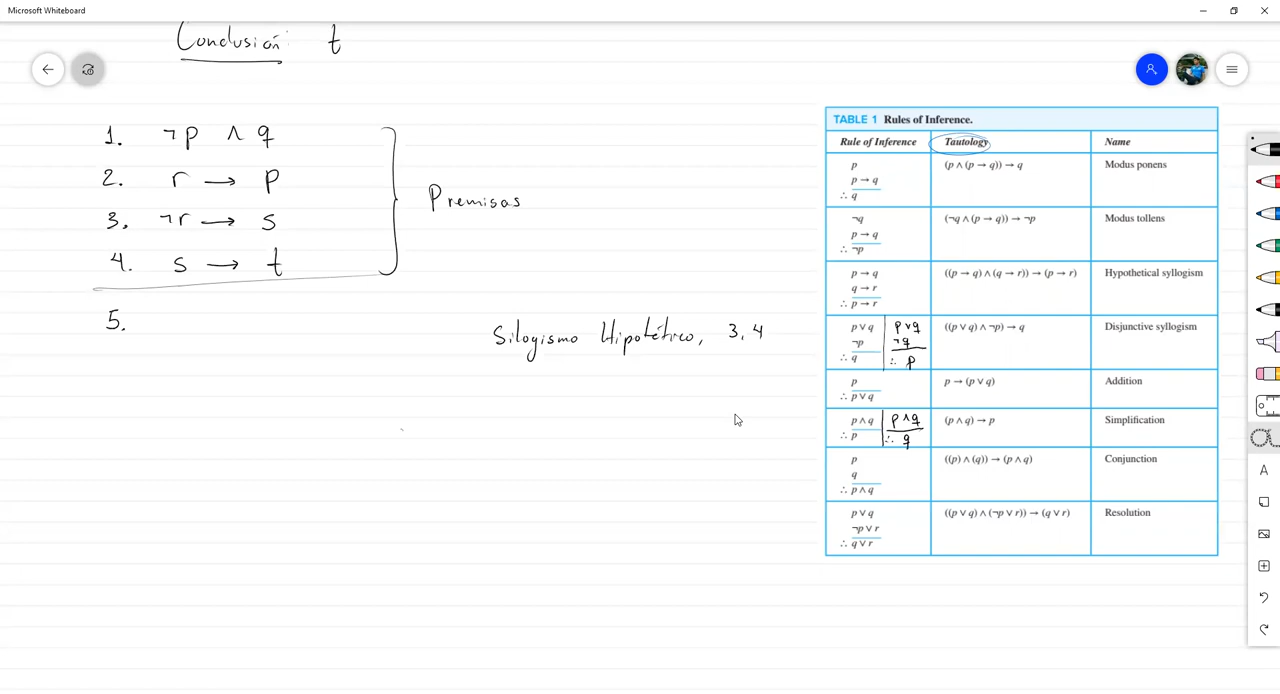 Microsoft Whiteboard
Conclusión: t
1. ¬p ∧ q
2. r → p
3. ¬r → s
4. s → t
Premisas
5.
Silogismo Hipotético, 3, 4
TABLE 1 Rules of Inference.
Rule of Inference Tautology Name
p
p → q
∴ q
(p ∧ (p → q)) → q
Modus ponens
¬q
p → q
∴ ¬p
(¬q ∧ (p → q)) → ¬p
Modus tollens
p → q
q → r
∴ p → r
((p → q) ∧ (q → r)) → (p → r)
Hypothetical syllogism
p ∨ q
¬p
∴ q
p ∨ q
¬q
∴ p
((p ∨ q) ∧ ¬p) → q
Disjunctive syllogism
p
∴ p ∨ q
p → (p ∨ q)
Addition
p ∧ q
∴ p
p ∧ q
∴ q
(p ∧ q) → p
Simplification
p
q
∴ p ∧ q
((p) ∧ (q)) → (p ∧ q)
Conjunction
p ∨ q
¬p ∨ r
∴ q ∨ r
((p ∨ q) ∧ (¬p ∨ r)) → (q ∨ r)
Resolution
A